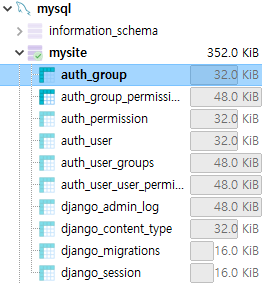 mysql
information_schema
mysite 352.0 KiB
auth_group 32.0 KiB
auth_group_permissi... 48.0 KiB
auth_permission 32.0 KiB
auth_user 32.0 KiB
auth_user_groups 48.0 KiB
auth_user_user_permi... 48.0 KiB
django_admin_log 48.0 KiB
django_content_type 32.0 KiB
django_migrations 16.0 KiB
django_session 16.0 KiB